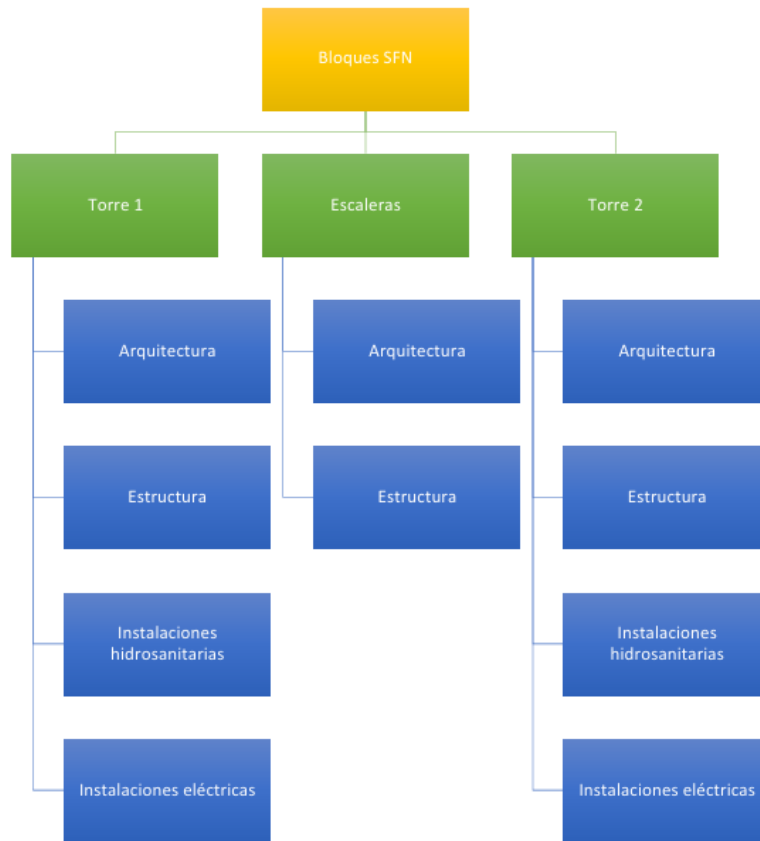 Bloques SFN
Torre 1
Escaleras
Torre 2
Arquitectura
Arquitectura
Arquitectura
Estructura
Estructura
Estructura
Instalaciones
hidrosanitarias
Instalaciones
hidrosanitarias
Instalaciones eléctricas
Instalaciones eléctricas